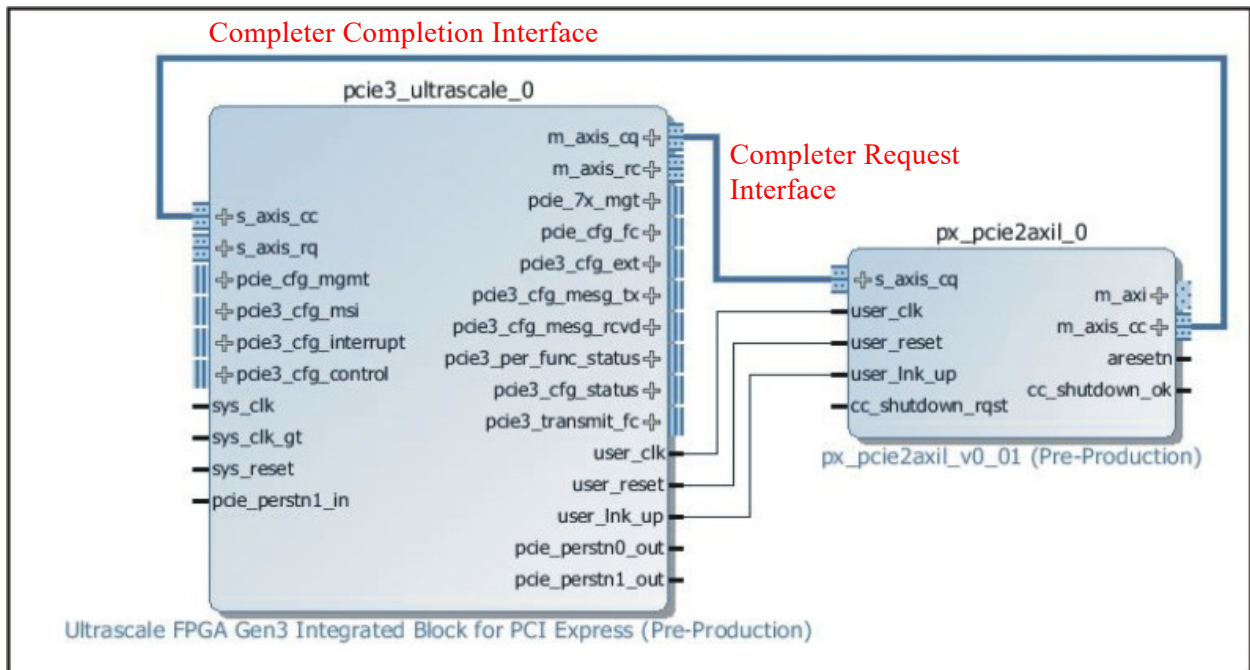 Completer Completion Interface
pcie3_ultrascale_0
m_axis_cq
m_axis_rc
pcie_7x_mgt
pcie_cfg_fc
pcie3_cfg_ext
pcie3_cfg_mesg_tx
pcie3_cfg_mesg_rcvd
pcie3_per_func_status
pcie3_cfg_status
pcie3_transmit_fc
user_clk
user_reset
user_lnk_up
pcie_perstn0_out
pcie_perstn1_out
s_axis_cc
s_axis_rq
pcie_cfg_mgmt
pcie3_cfg_msi
pcie3_cfg_interrupt
pcie3_cfg_control
sys_clk
sys_clk_gt
sys_reset
pcie_perstn1_in
Ultrascale FPGA Gen3 Integrated Block for PCI Express (Pre-Production)
Completer Request
Interface
px_pcie2axil_0
s_axis_cq
user_clk
user_reset
user_lnk_up
cc_shutdown_rqst
m_axi
m_axis_cc
aresetn
cc_shutdown_ok
px_pcie2axil_v0_01 (Pre-Production)